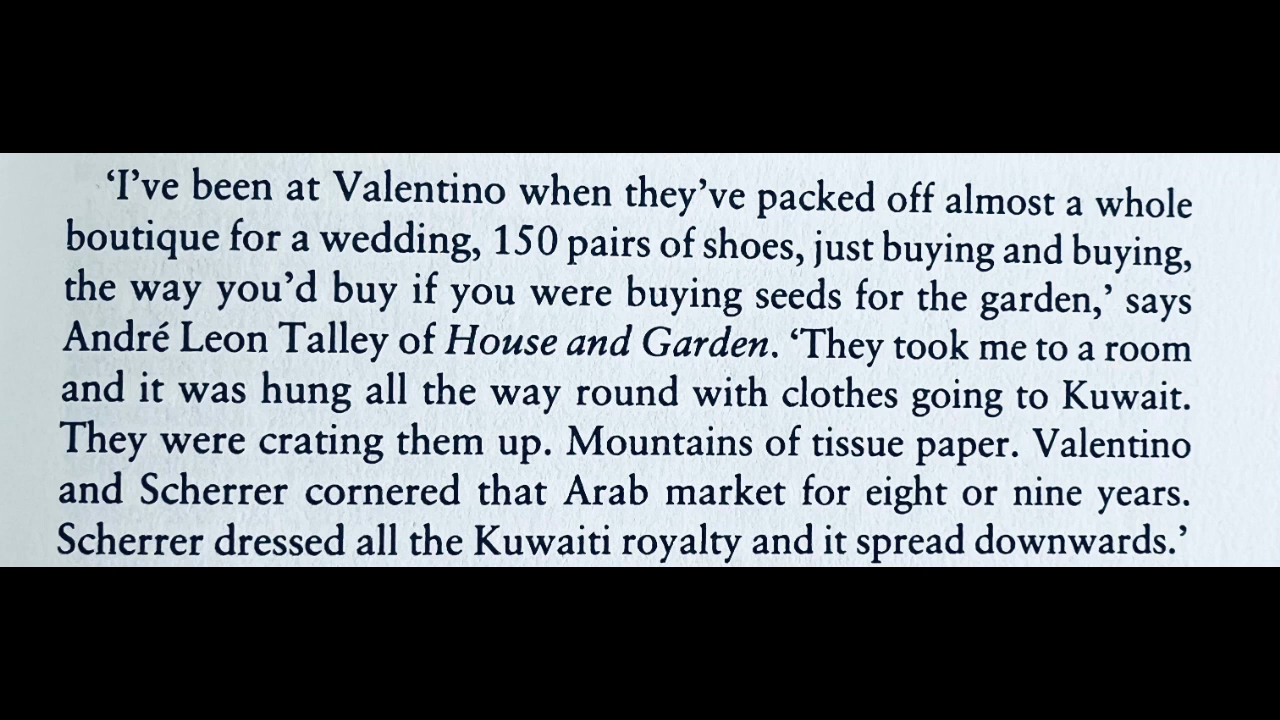 ‘I’ve been at Valentino when they’ve packed off almost a whole
boutique for a wedding, 150 pairs of shoes, just buying and buying,
the way you’d buy if you were buying seeds for the garden,’ says
André Leon Talley of House and Garden. ‘They took me to a room
and it was hung all the way round with clothes going to Kuwait.
They were crating them up. Mountains of tissue paper. Valentino
and Scherrer cornered that Arab market for eight or nine years.
Scherrer dressed all the Kuwaiti royalty and it spread downwards.’